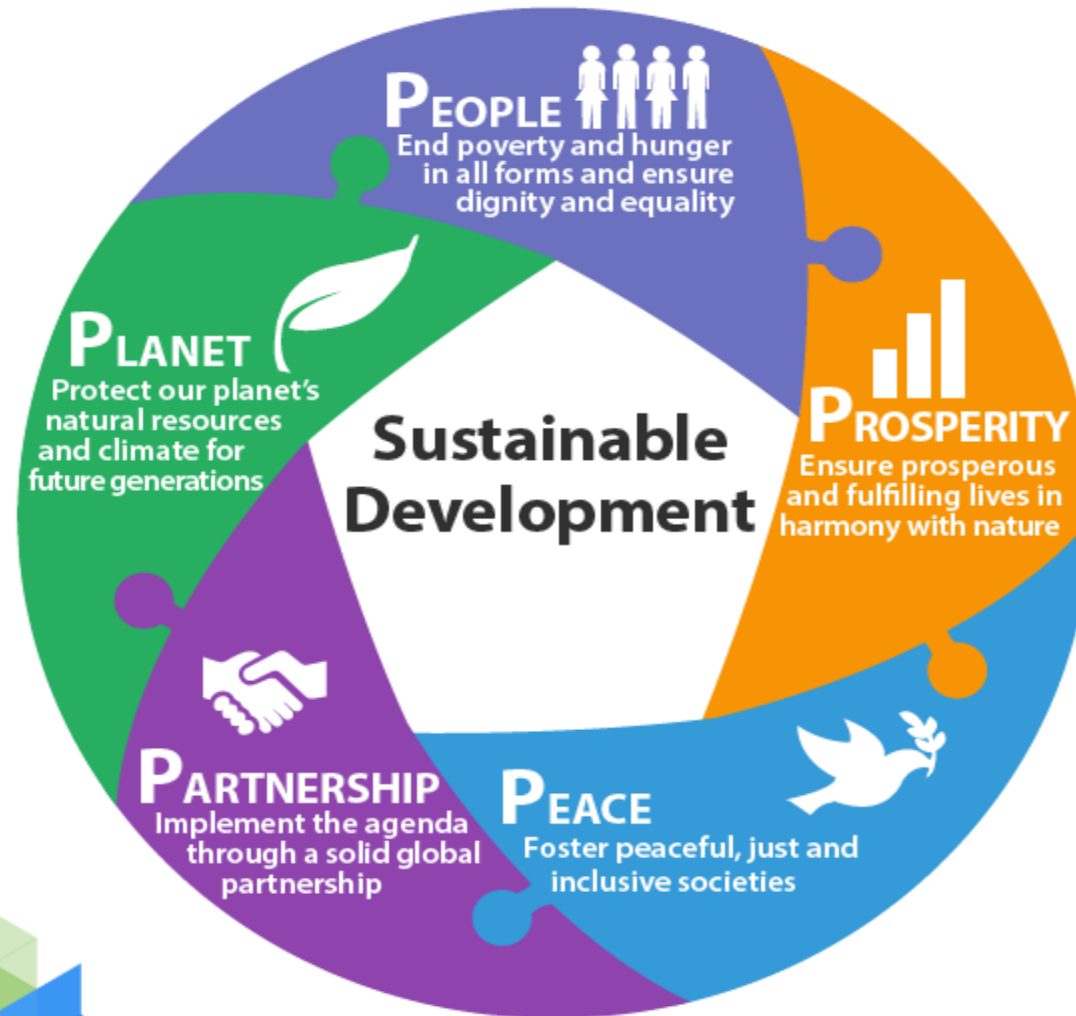 PEOPLE
End poverty and hunger
in all forms and ensure
dignity and equality
PROSPERITY
Ensure prosperous
and fulfilling lives in
harmony with nature
PEACE
Foster peaceful, just and
inclusive societies
PARTNERSHIP
Implement the agenda
through a solid global
partnership
PLANET
Protect our planet's
natural resources
and climate for
future generations
Sustainable
Development